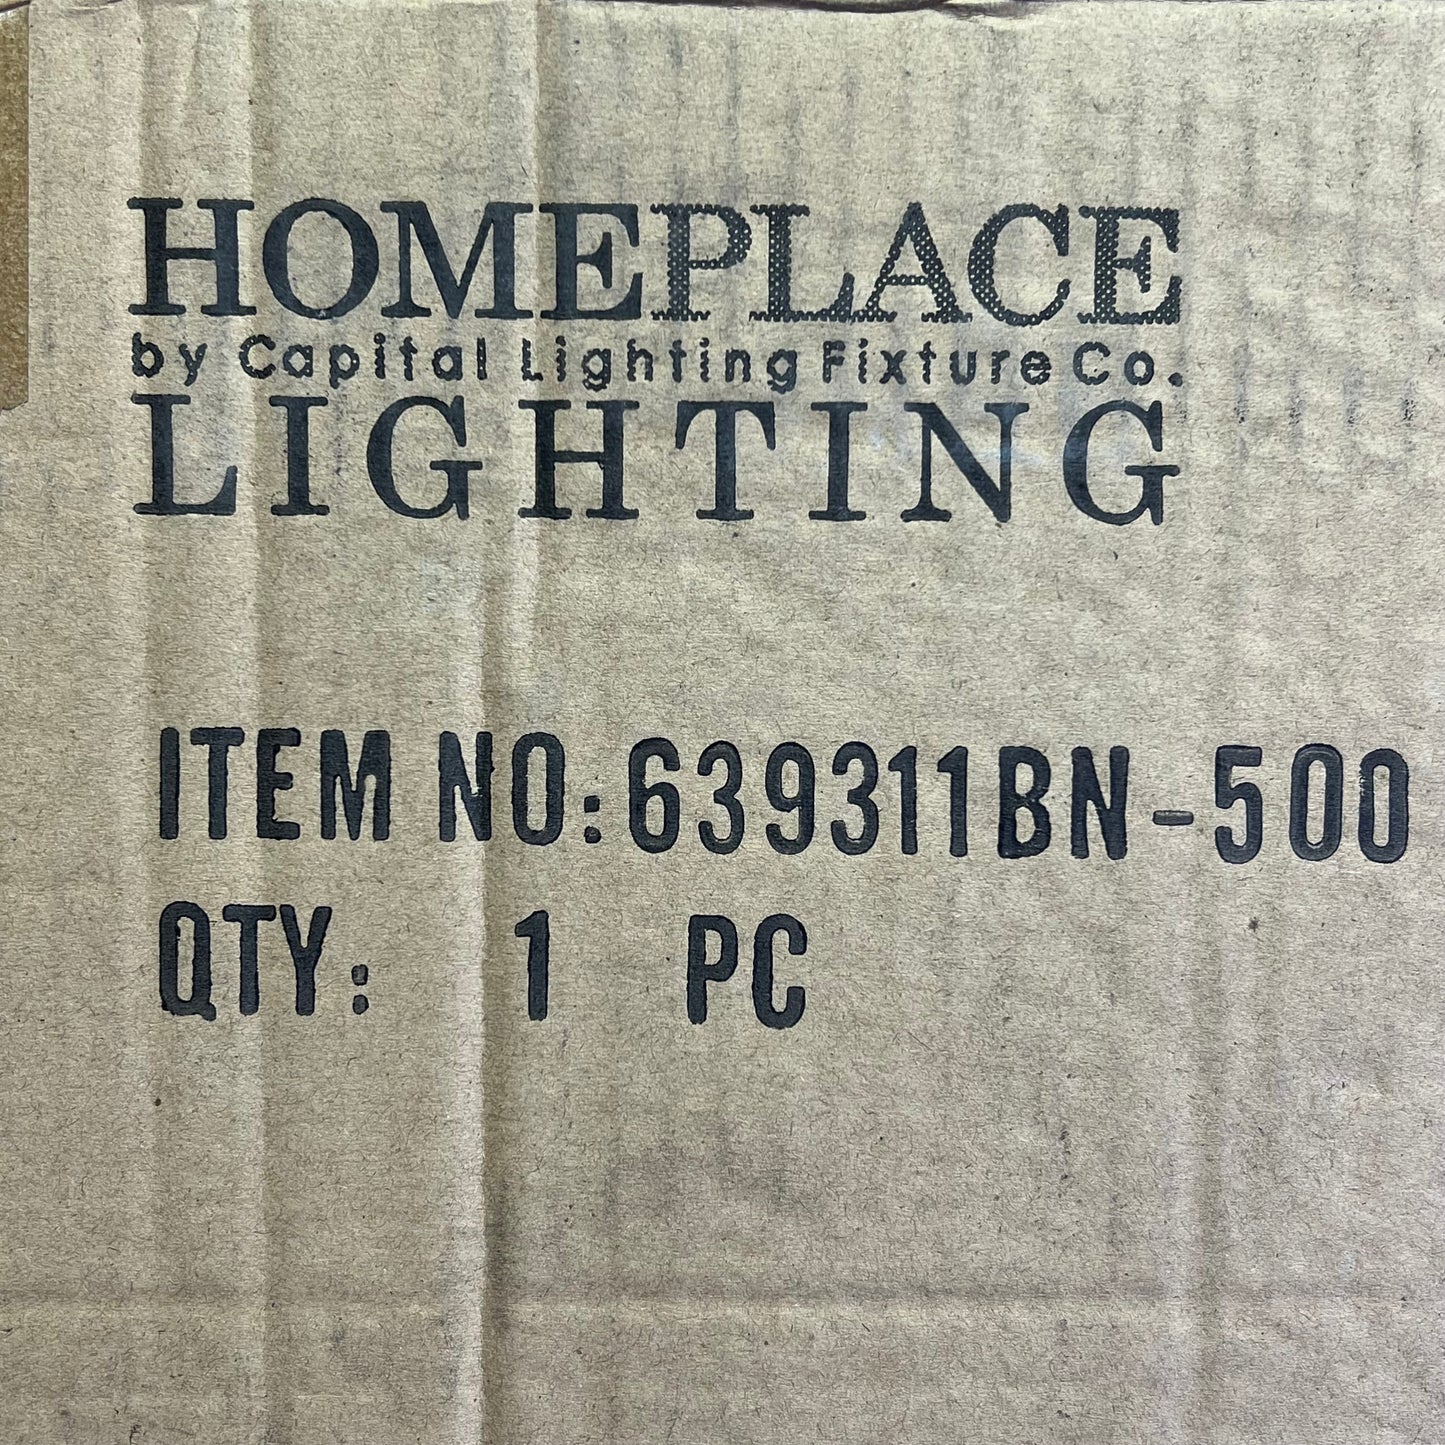 HOMEPLACE
by Capital Lighting Fixture Co.
LIGHTING
ITEM NO: 639311BN-500
QTY: 1 PC